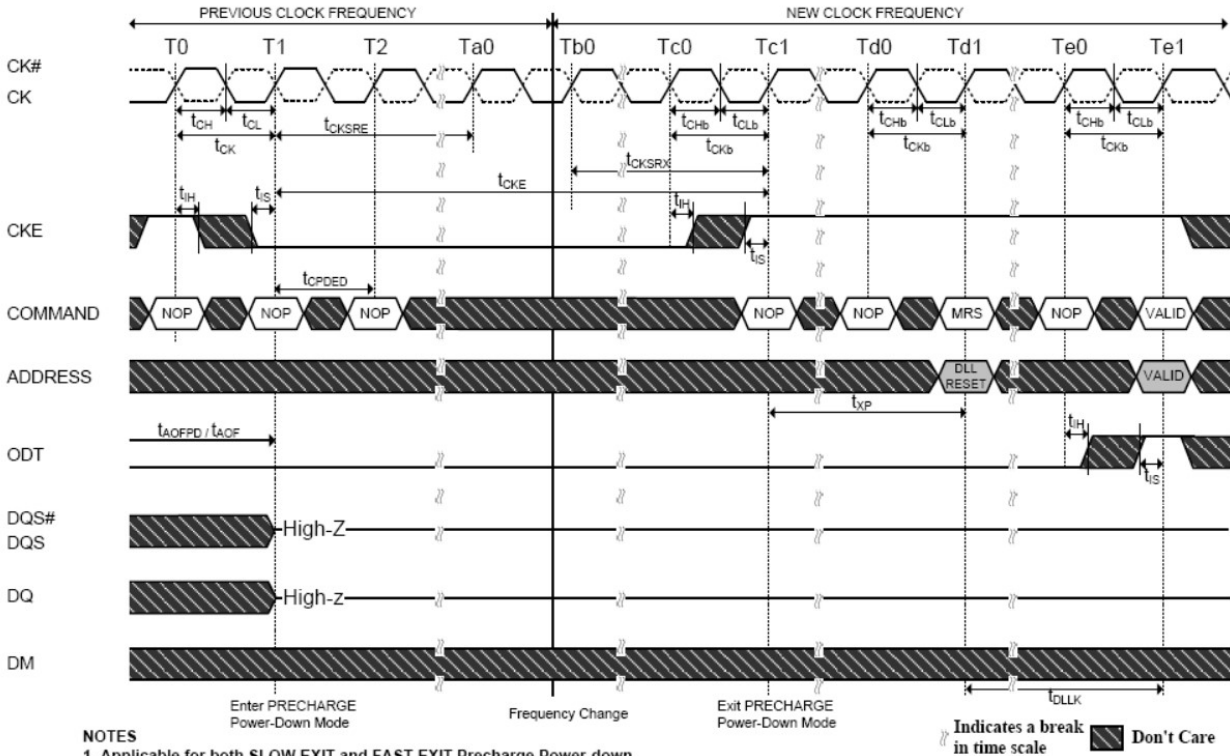 PREVIOUS CLOCK FREQUENCY NEW CLOCK FREQUENCY
T0 T1 T2 Ta0 Tb0 Tc0 Tc1 Td0 Td1 Te0 Te1
CK#
CK
tCH tCL tCKSRE tCHb tCLb tCHb tCLb tCHb tCLb
tCK tCKb tCKb tCKb
tCKSRX
tCKE
tIH tIS tIH
CKE
tIS
tCPDED
COMMAND NOP NOP NOP NOP NOP MRS NOP VALID
ADDRESS DLL RESET VALID
tXP
tAOFPD / tAOF tIH
ODT
tIS
DQS#
DQS
High-Z
DQ High-z
DM
tDLLK
Enter PRECHARGE
Power-Down Mode
Frequency Change
Exit PRECHARGE
Power-Down Mode
Indicates a break
in time scale
Don't Care
NOTES
1. Applicable for both SLOW EXIT and FAST EXIT Precharge Power-down